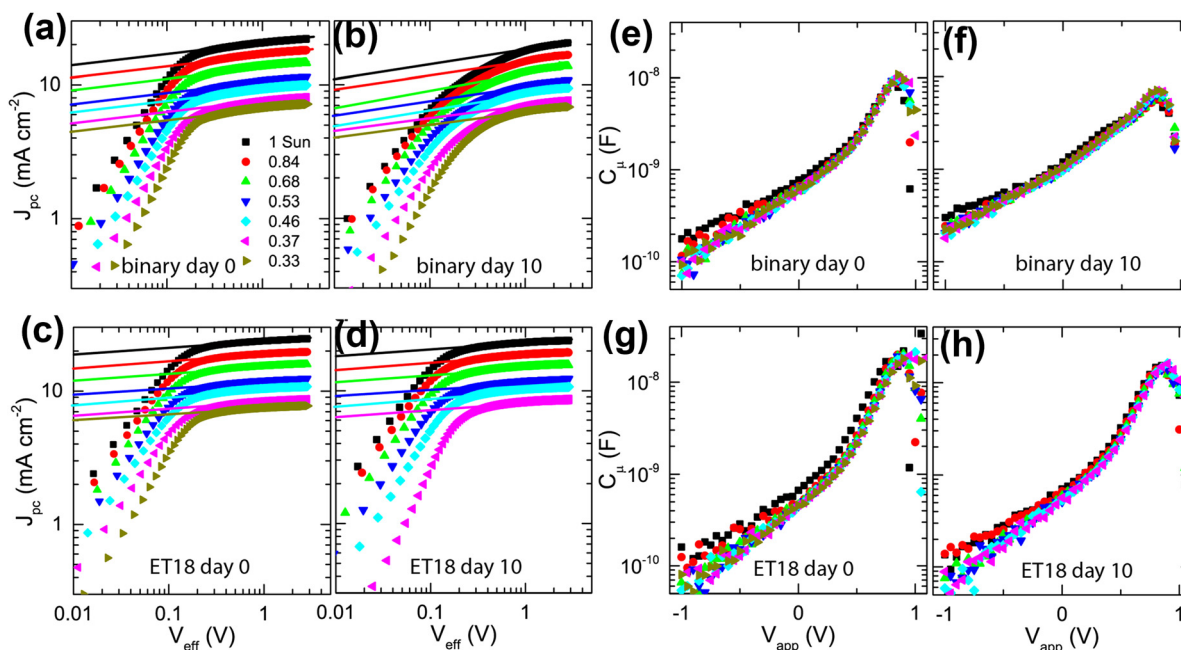 (a)
(b)
(e)
(f)
J_pc (mA cm⁻²)
10
1
1 Sun
0.84
0.68
0.53
0.46
0.37
0.33
binary day 0
binary day 10
C_μ (F)
10⁻⁸
10⁻⁹
10⁻¹⁰
binary day 0
binary day 10
(c)
(d)
(g)
(h)
J_pc (mA cm⁻²)
10
1
ET18 day 0
ET18 day 10
C_μ (F)
10⁻⁸
10⁻⁹
10⁻¹⁰
ET18 day 0
ET18 day 10
0.01 0.1 1 0.01 0.1 1
-1 0 1 -1 0 1
V_eff (V)
V_eff (V)
V_app (V)
V_app (V)